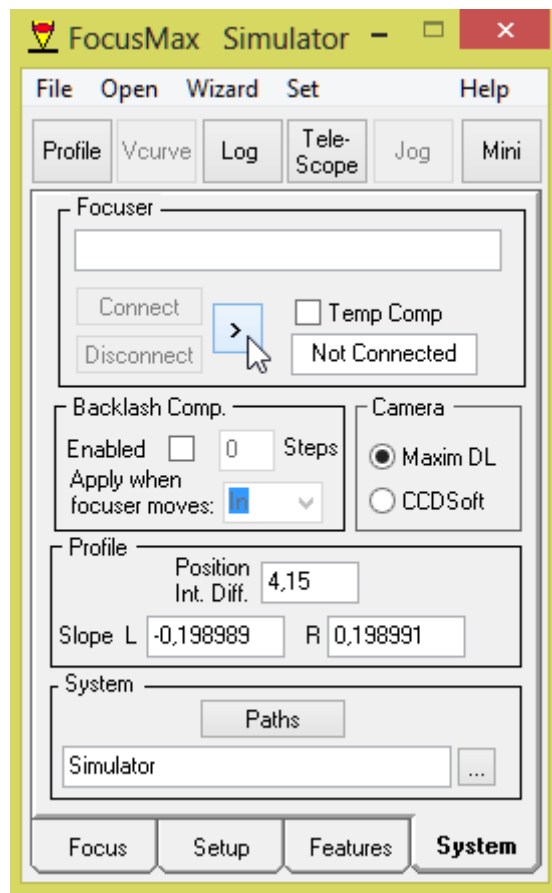 FocusMax Simulator
File Open Wizard Set Help
Profile Vcurve Log Tele-Scope Jog Mini
Focuser
Connect
Disconnect
>
Temp Comp
Not Connected
Backlash Comp.
Enabled 0 Steps
Apply when
focuser moves: In
Camera
Maxim DL
CCDSoft
Profile
Position
Int. Diff. 4,15
Slope L -0,198989 R 0,198991
System
Paths
Simulator ...
Focus Setup Features System